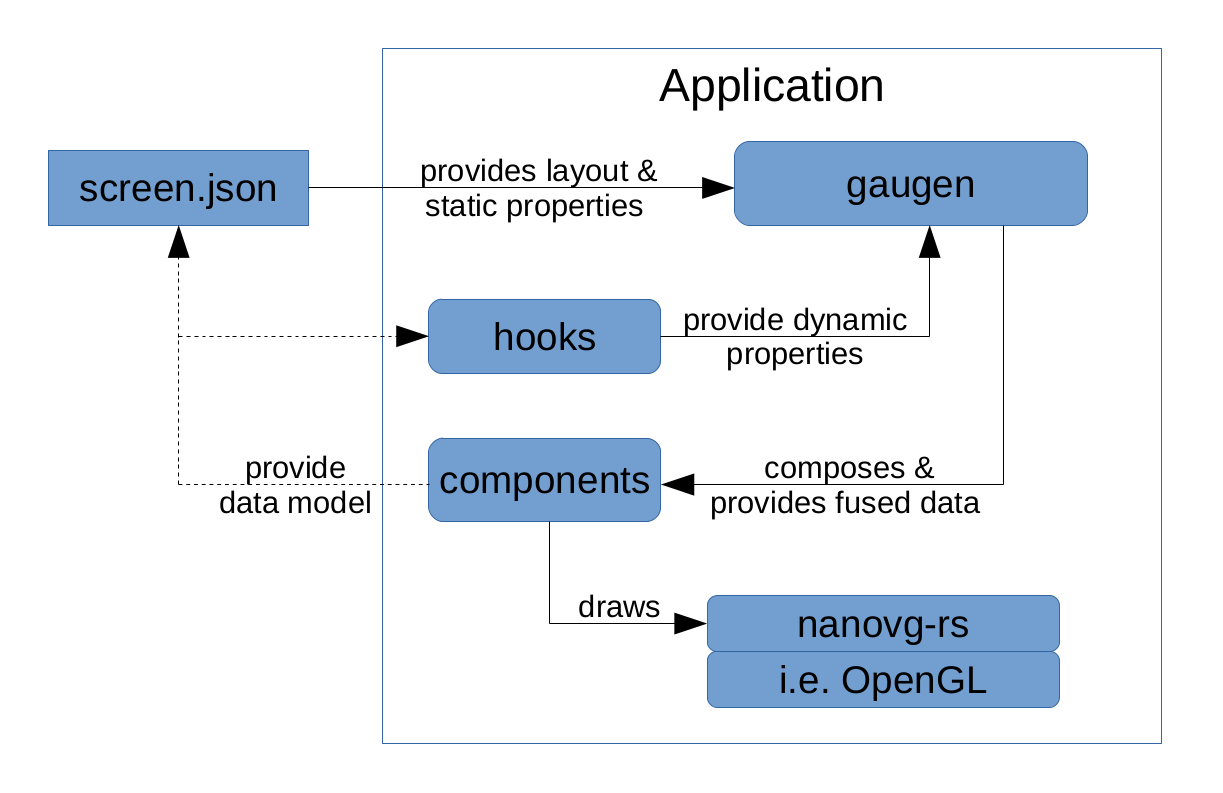 Application
screen.json
provides layout &
static properties
gaugen
hooks
provide dynamic
properties
provide
data model
components
composes &
provides fused data
draws
nanovg-rs
i.e. OpenGL